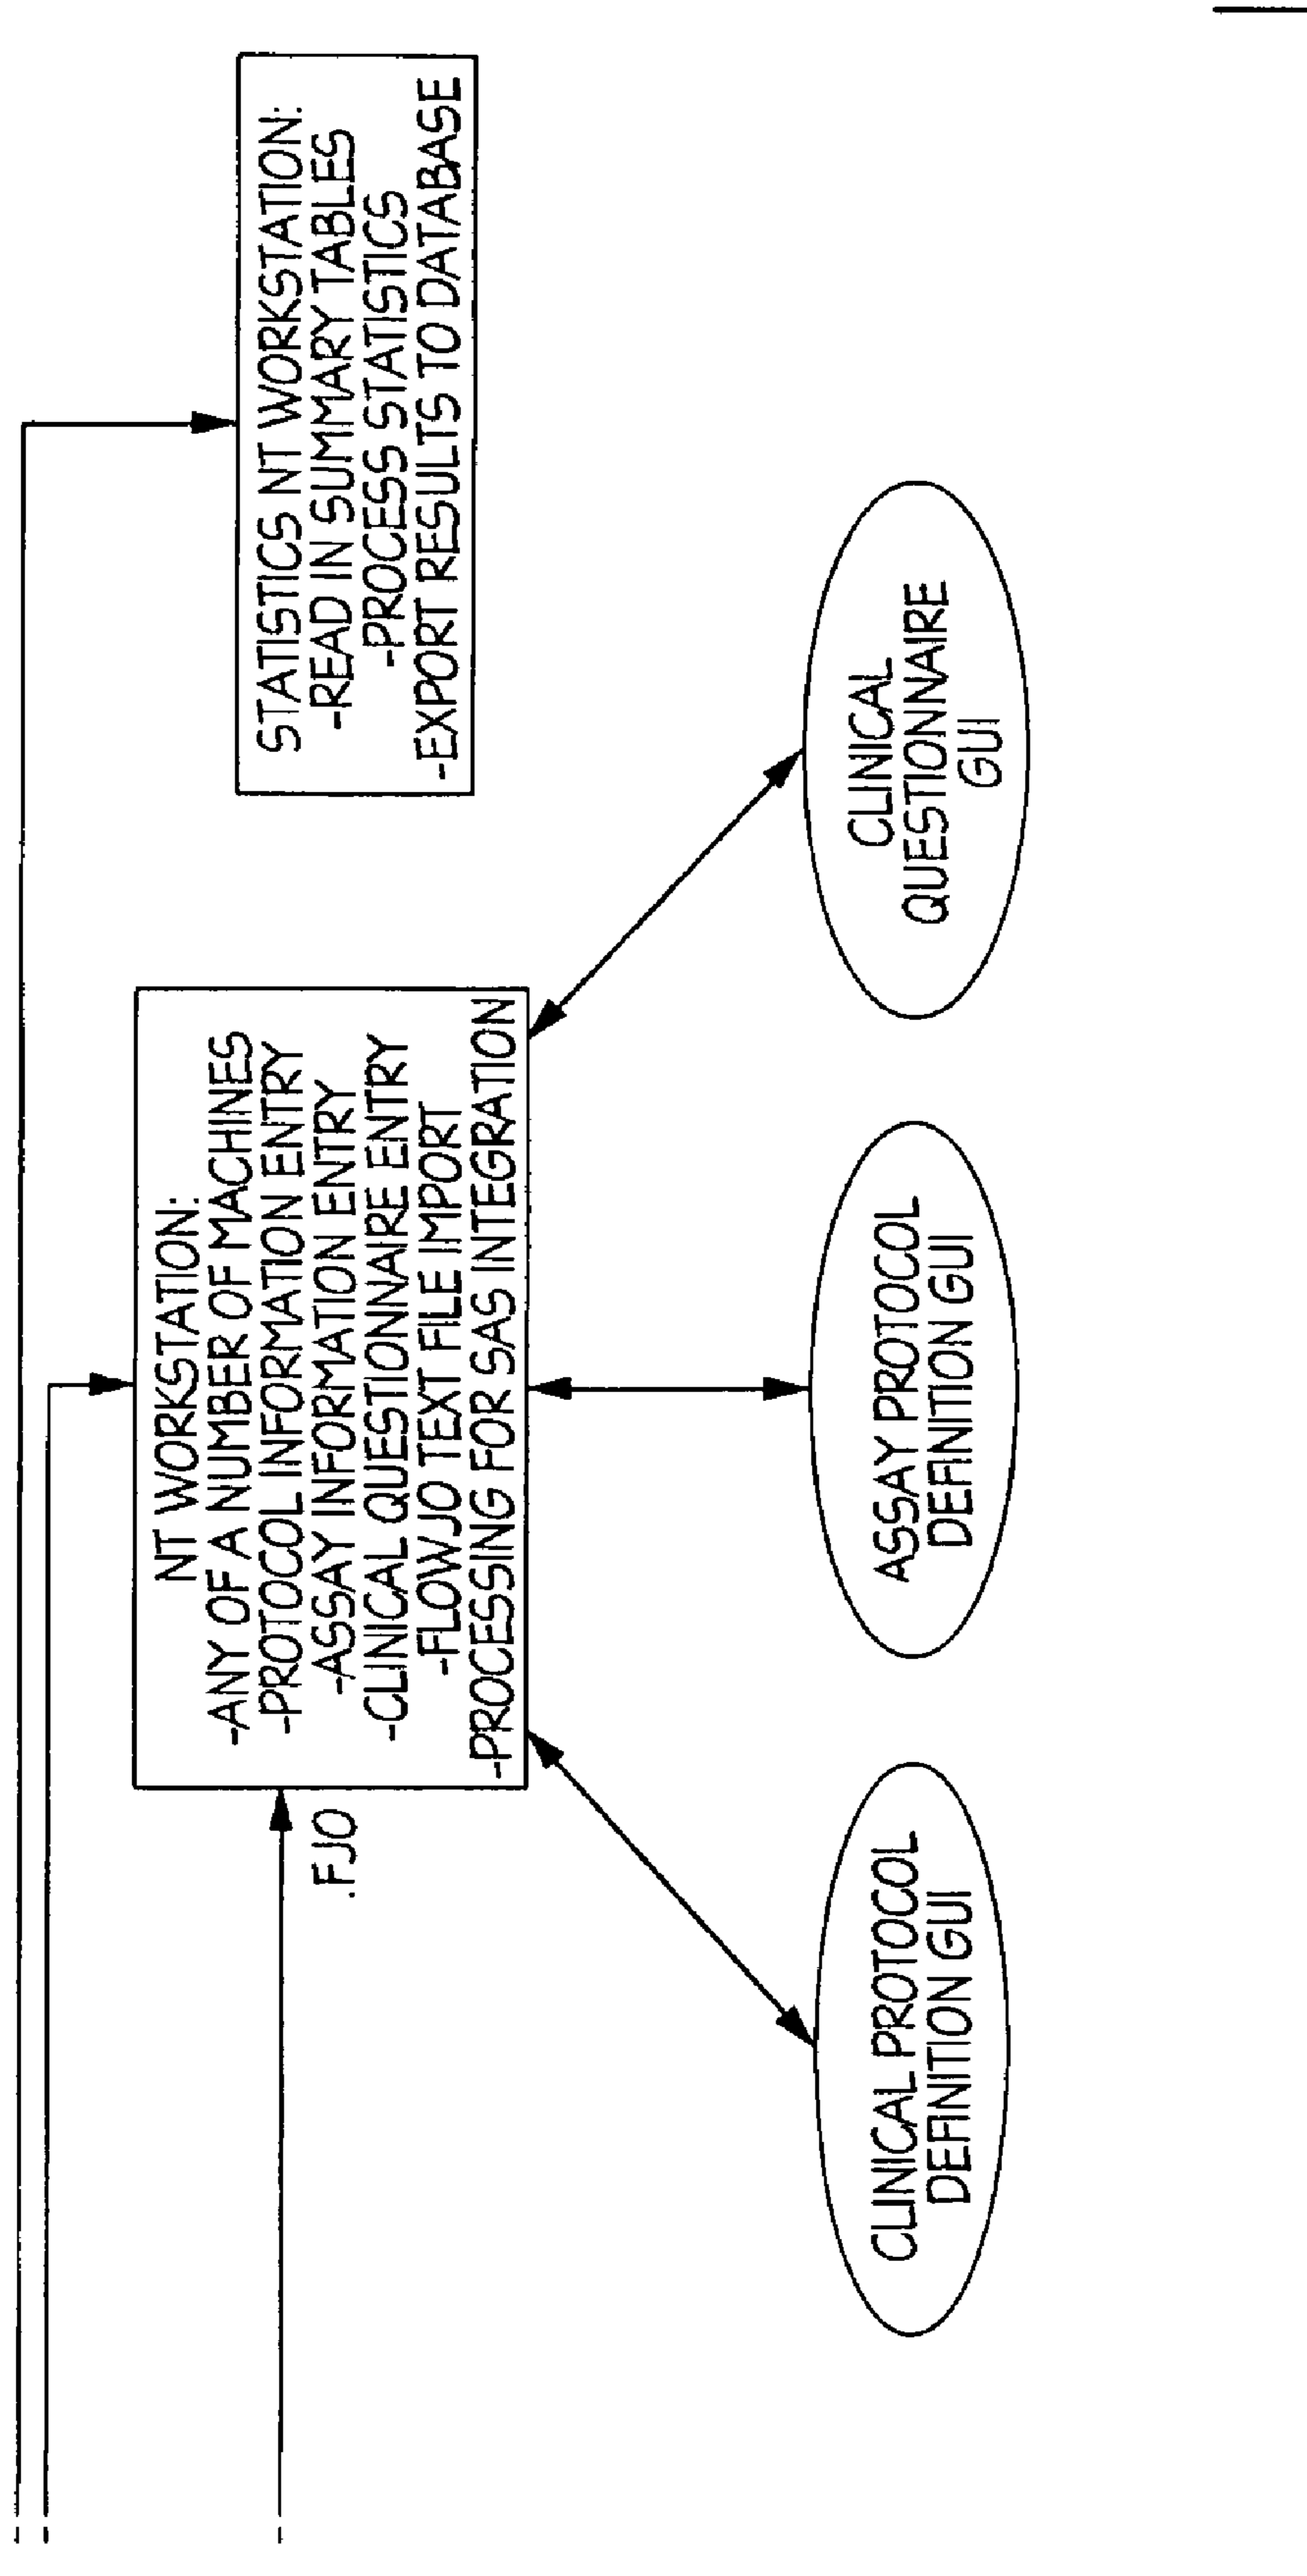 .FJO
NT WORKSTATION:
-ANY OF A NUMBER OF MACHINES
-PROTOCOL INFORMATION ENTRY
-ASSAY INFORMATION ENTRY
-CLINICAL QUESTIONNAIRE ENTRY
-FLOWJO TEXT FILE IMPORT
-PROCESSING FOR SAS INTEGRATION
STATISTICS NT WORKSTATION:
-READ IN SUMMARY TABLES
-PROCESS STATISTICS
-EXPORT RESULTS TO DATABASE
CLINICAL PROTOCOL
DEFINITION GUI
ASSAY PROTOCOL
DEFINITION GUI
CLINICAL
QUESTIONNAIRE
GUI